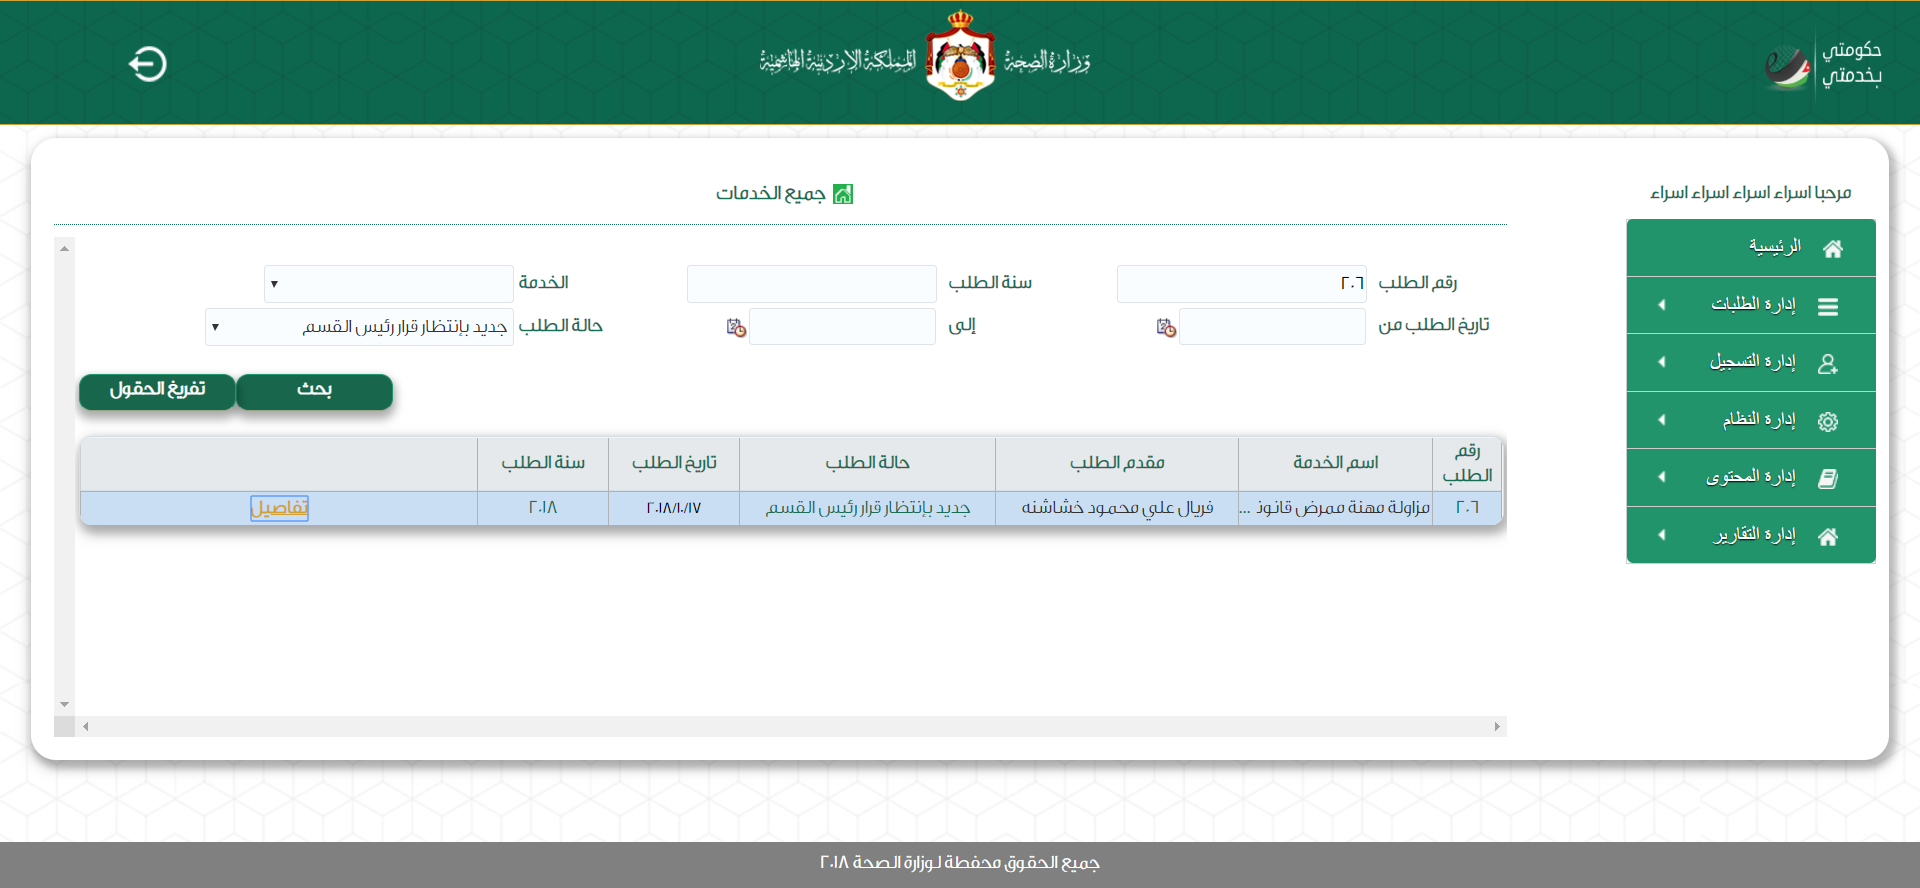 حكومتي
بخدمتي
وزارة الصحة
المملكة الاردنية الهاشمية
مرحبا اسراء اسراء اسراء اسراء
الرئيسية
إدارة الطلبات
إدارة التسجيل
إدارة النظام
إدارة المحتوى
إدارة التقارير
جميع الخدمات
رقم الطلب ٢٠٦ سنة الطلب الخدمة
تاريخ الطلب من إلى حالة الطلب جديد بإنتظار قرار رئيس القسم
بحث تفريغ الحقول
رقم الطلب اسم الخدمة مقدم الطلب حالة الطلب تاريخ الطلب سنة الطلب
٢٠٦ مزاولة مهنة ممرض قانون ... فريال علي محمود خشاشنه جديد بإنتظار قرار رئيس القسم ٢٠١٨/١٠/١٧ ٢٠١٨ تفاصيل
جميع الحقوق محفطة لوزارة الصحة ٢٠١٨